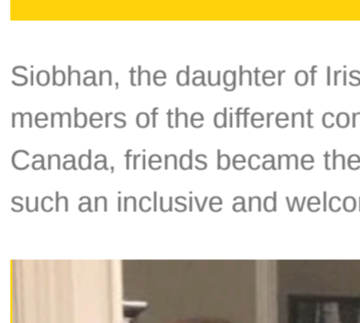 Siobhan, the daughter of
members of the different
Canada, friends became
such an inclusive and